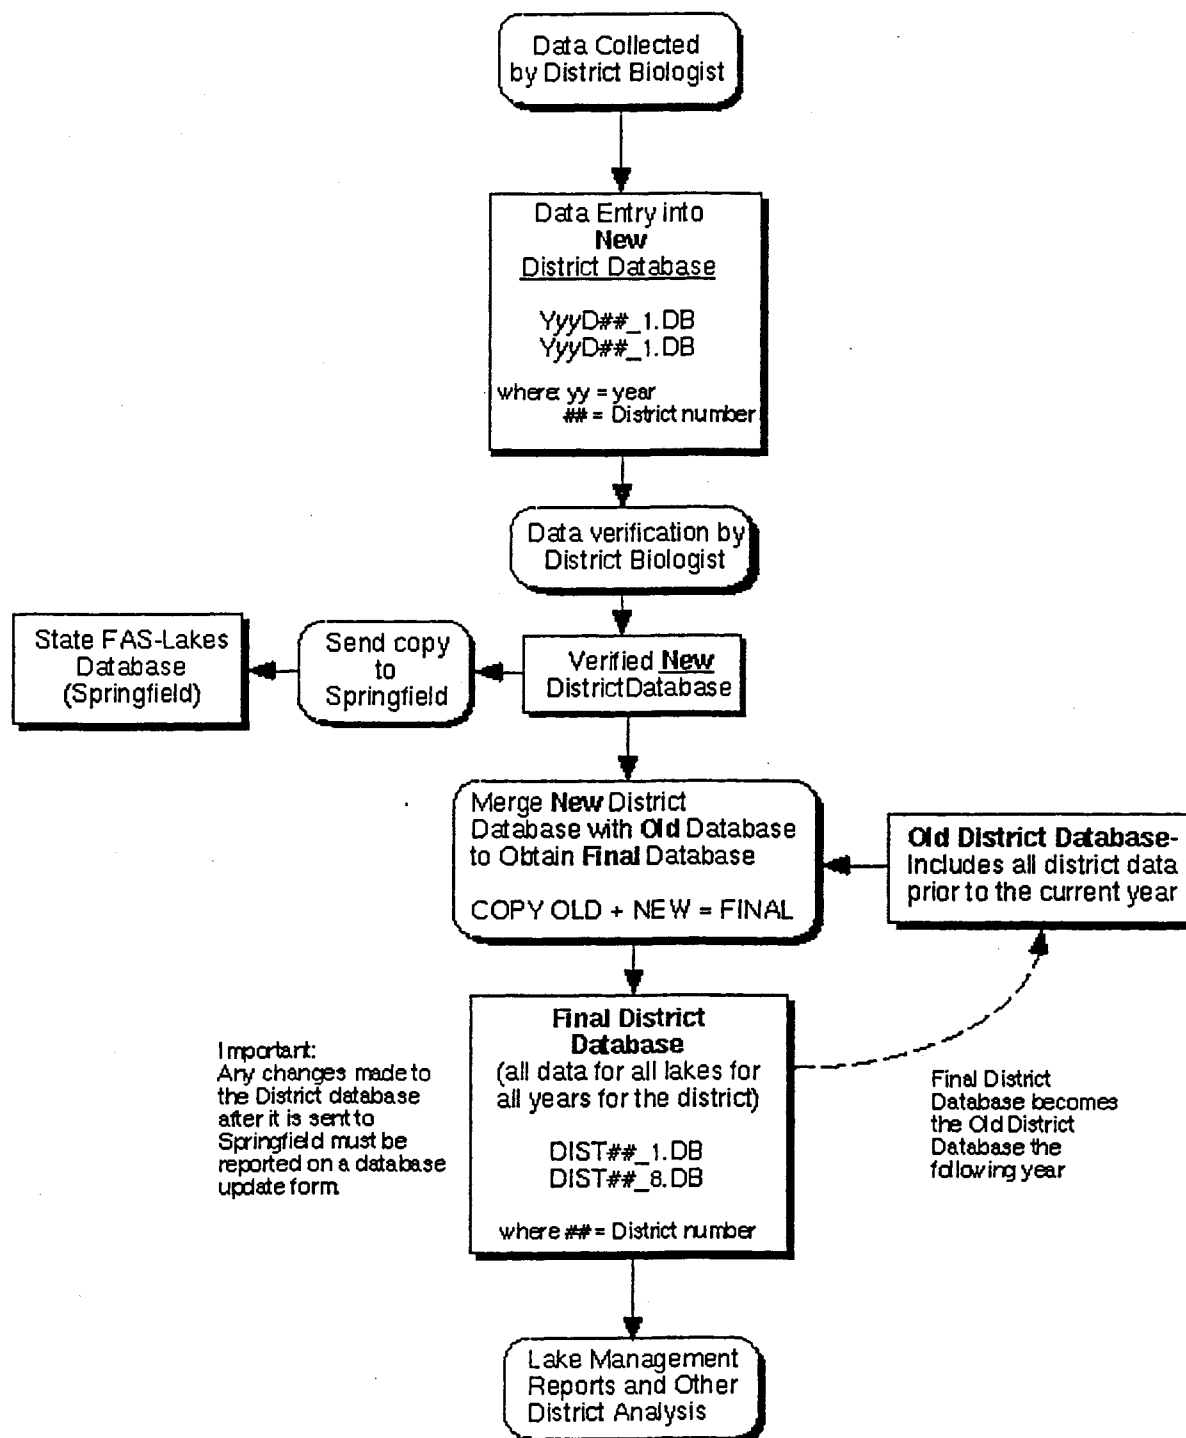 Data Collected
by District Biologist
Data Entry into
New
District Database
YyyD##_1.DB
YyyD##_1.DB
where: yy = year
## = District number
Data verification by
District Biologist
State FAS-Lakes
Database
(Springfield)
Send copy
to
Springfield
Verified New
DistrictDatabase
Merge New District
Database with Old Database
to Obtain Final Database
COPY OLD + NEW = FINAL
Old District Database-
Includes all district data
prior to the current year
Final District
Database
(all data for all lakes for
all years for the district)
DIST##_1.DB
DIST##_8.DB
where ## = District number
Important:
Any changes made to
the District database
after it is sent to
Springfield must be
reported on a database
update form.
Final District
Database becomes
the Old District
Database the
following year
Lake Management
Reports and Other
District Analysis